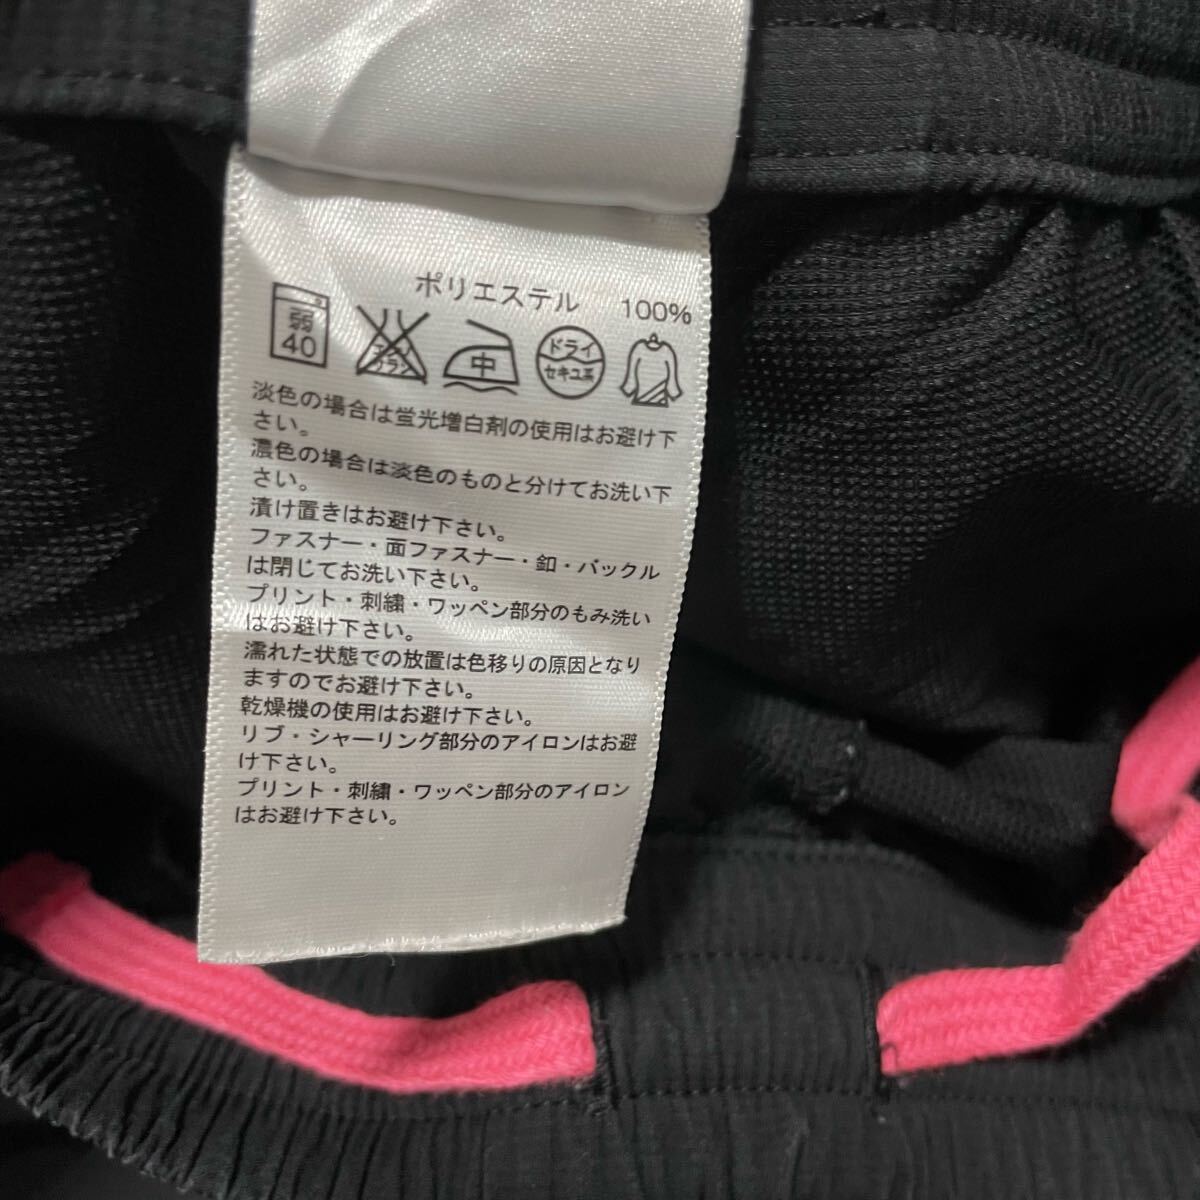 ポリエステル 100%
弱 40 エンソ サラシ 中 ドライ セキユ系
淡色の場合は蛍光増白剤の使用はお避け下
さい。
濃色の場合は淡色のものと分けてお洗い下
さい。
漬け置きはお避け下さい。
ファスナー・面ファスナー・釦・バックル
は閉じてお洗い下さい。
プリント・刺繍・ワッペン部分のもみ洗い
はお避け下さい。
濡れた状態での放置は色移りの原因となり
ますのでお避け下さい。
乾燥機の使用はお避け下さい。
リブ・シャーリング部分のアイロンはお避
け下さい。
プリント・刺繍・ワッペン部分のアイロン
はお避け下さい。